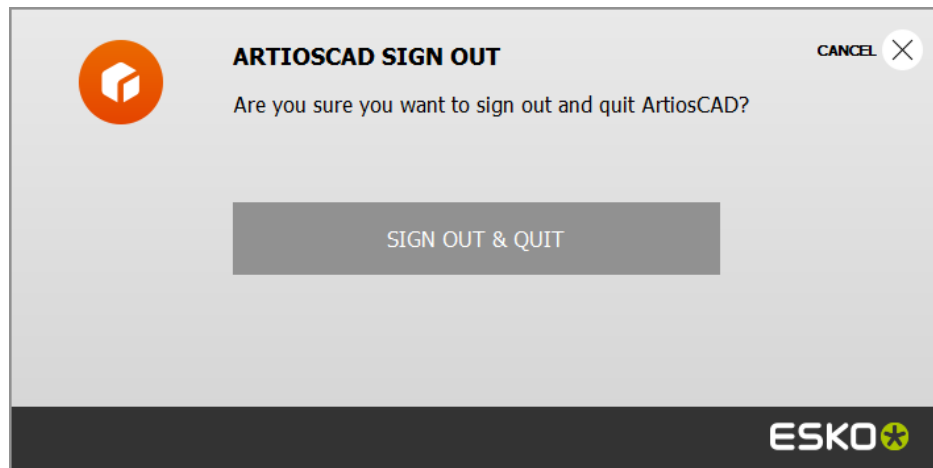 ARTIOSCAD SIGN OUT
CANCEL
Are you sure you want to sign out and quit ArtiosCAD?
SIGN OUT & QUIT
ESKO